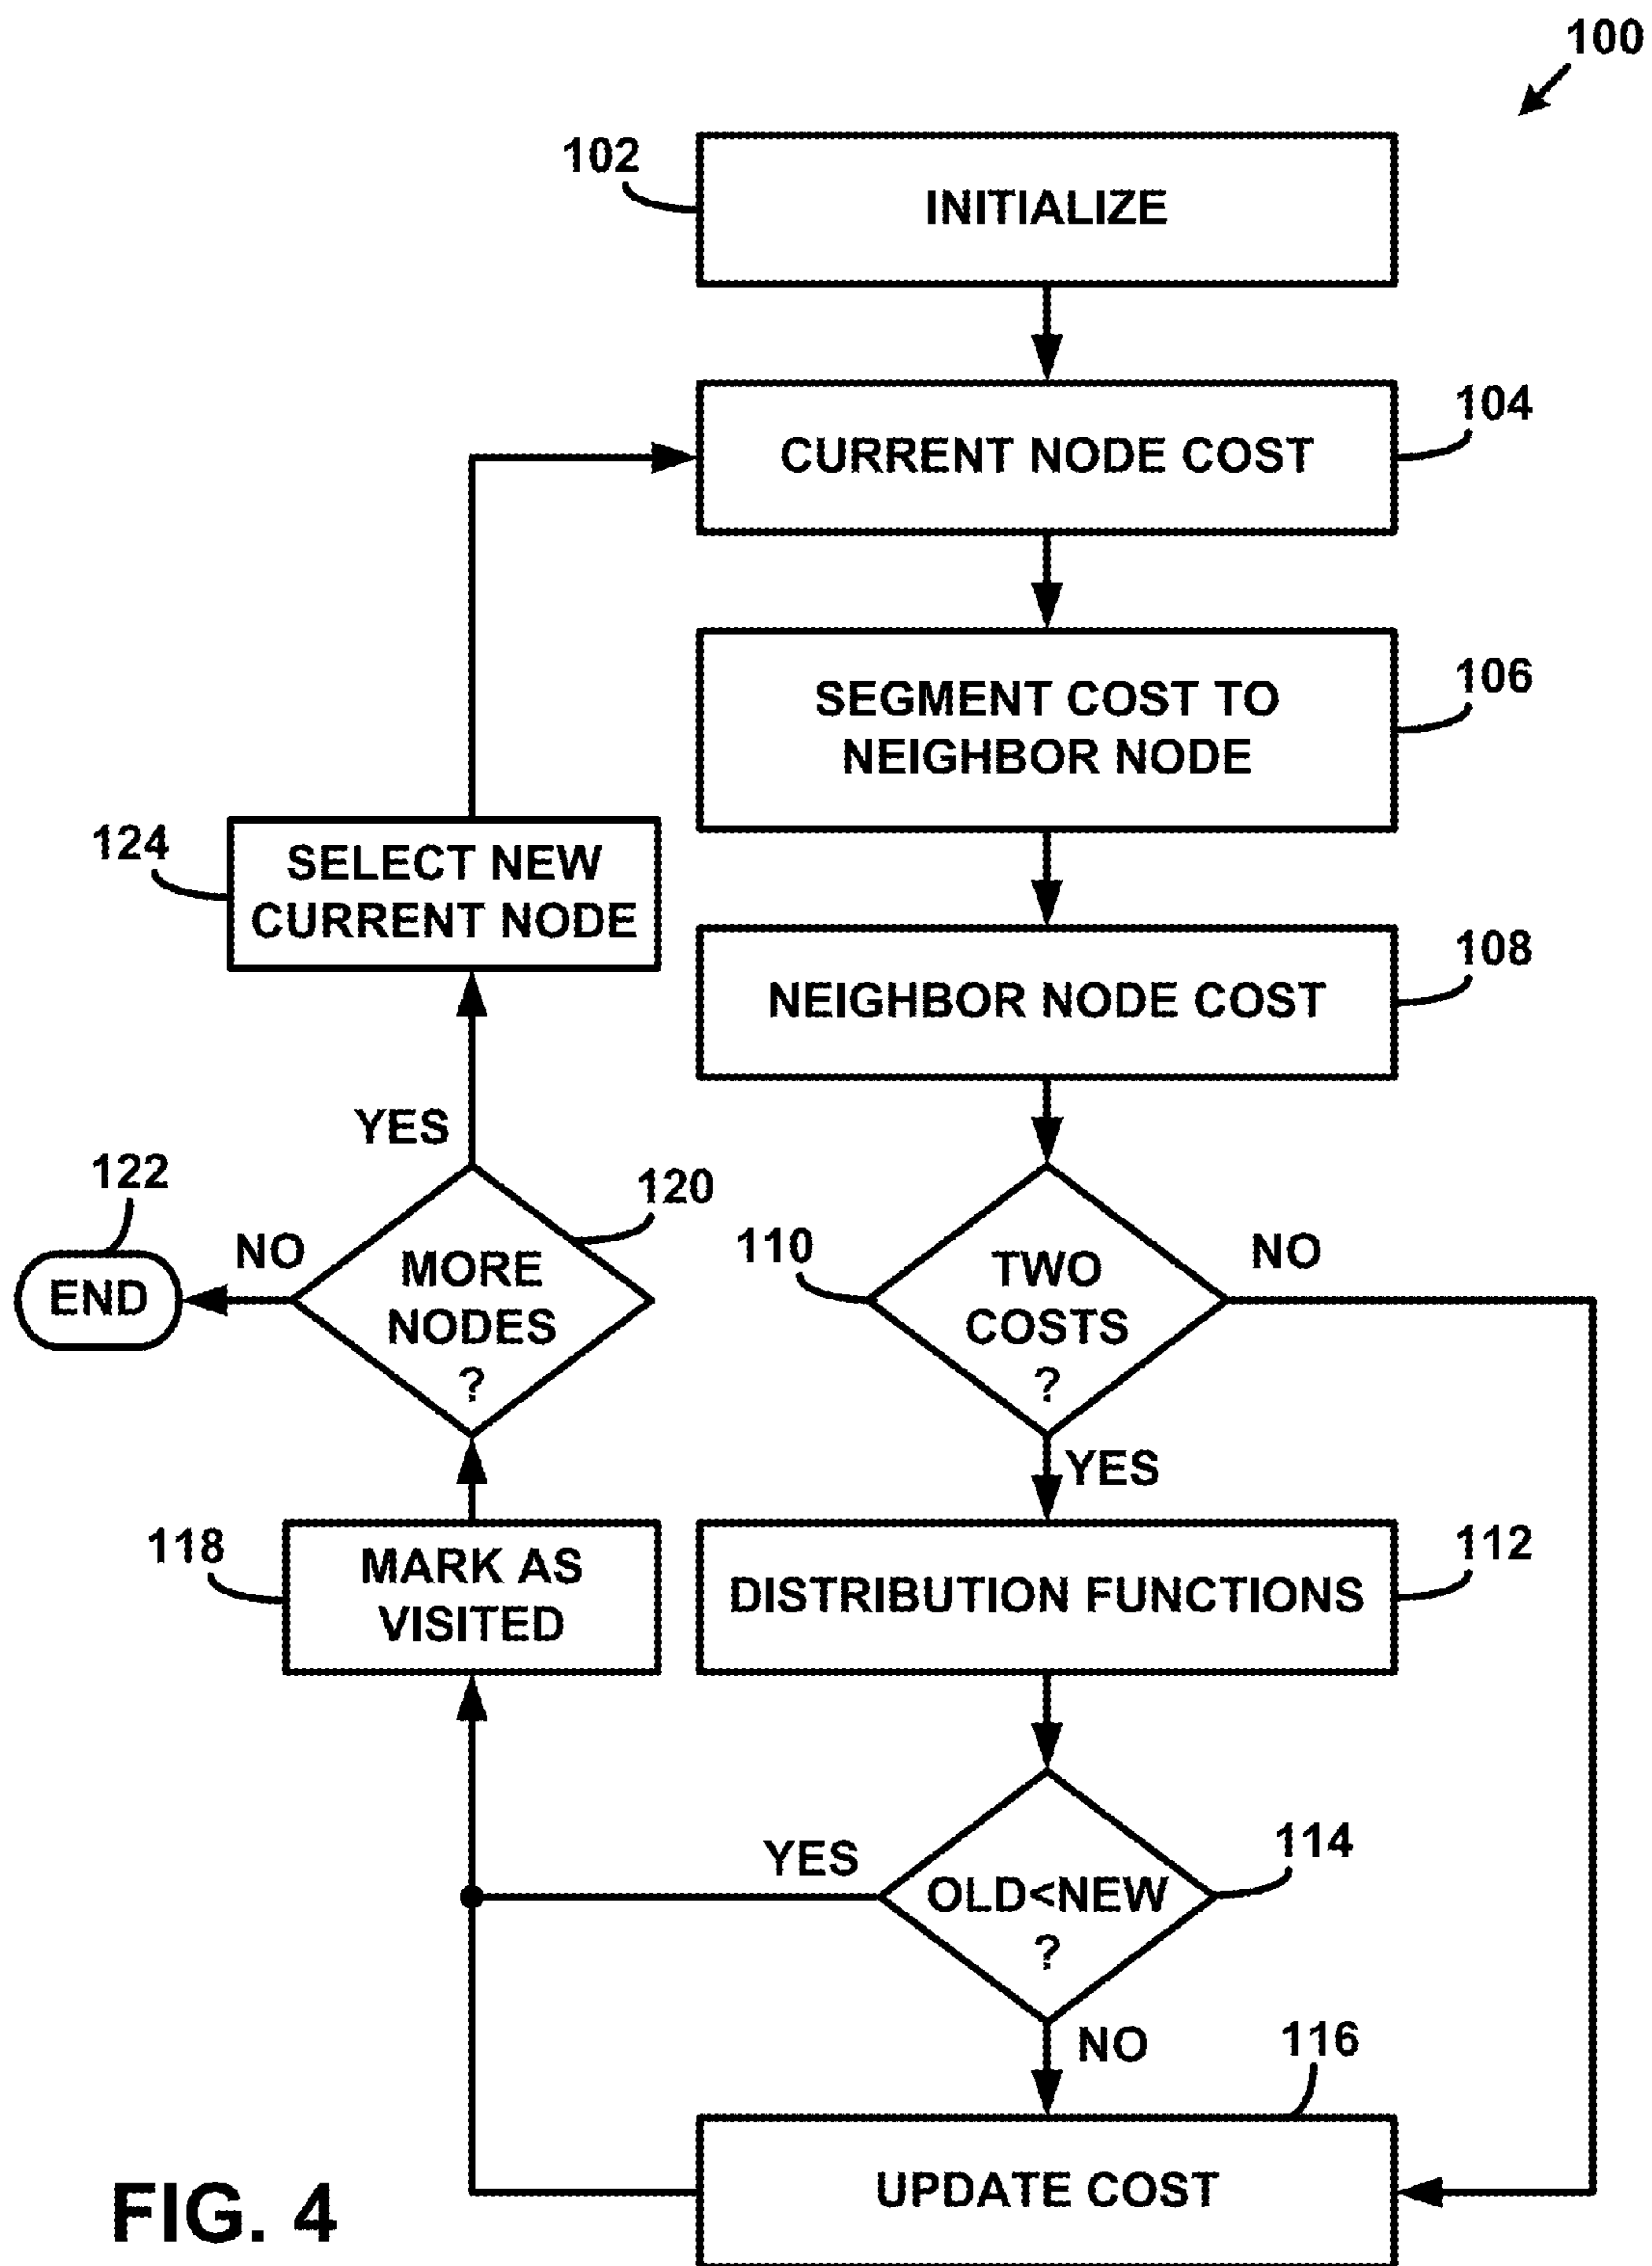 100
102
INITIALIZE
104
CURRENT NODE COST
106
SEGMENT COST TO
NEIGHBOR NODE
124
SELECT NEW
CURRENT NODE
108
NEIGHBOR NODE COST
YES
122
120
END
NO
MORE
NODES
?
110
TWO
COSTS
?
NO
YES
118
MARK AS
VISITED
112
DISTRIBUTION FUNCTIONS
YES
114
OLD<NEW
?
NO
116
UPDATE COST
FIG. 4